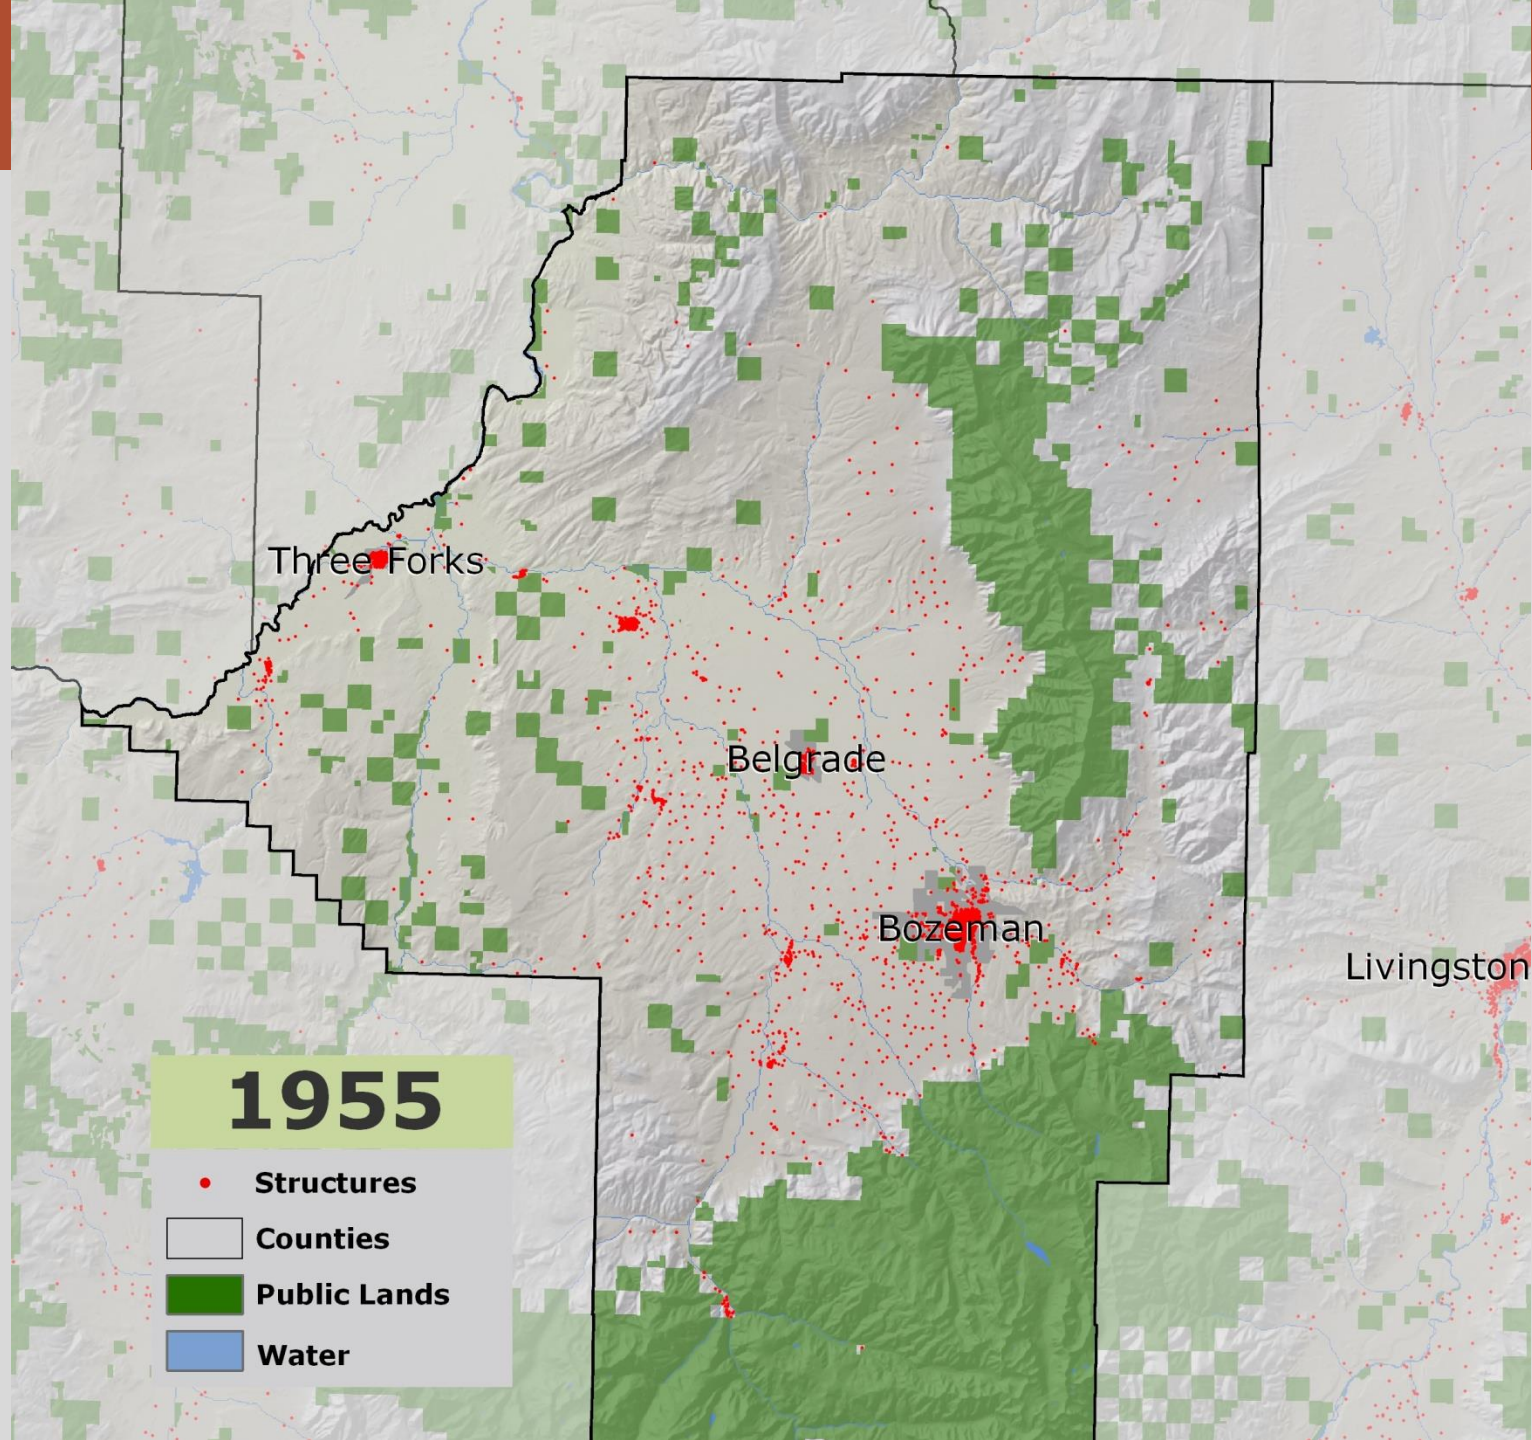 Three Forks
Belgrade
Bozeman
Livingston
1955
Structures
Counties
Public Lands
Water